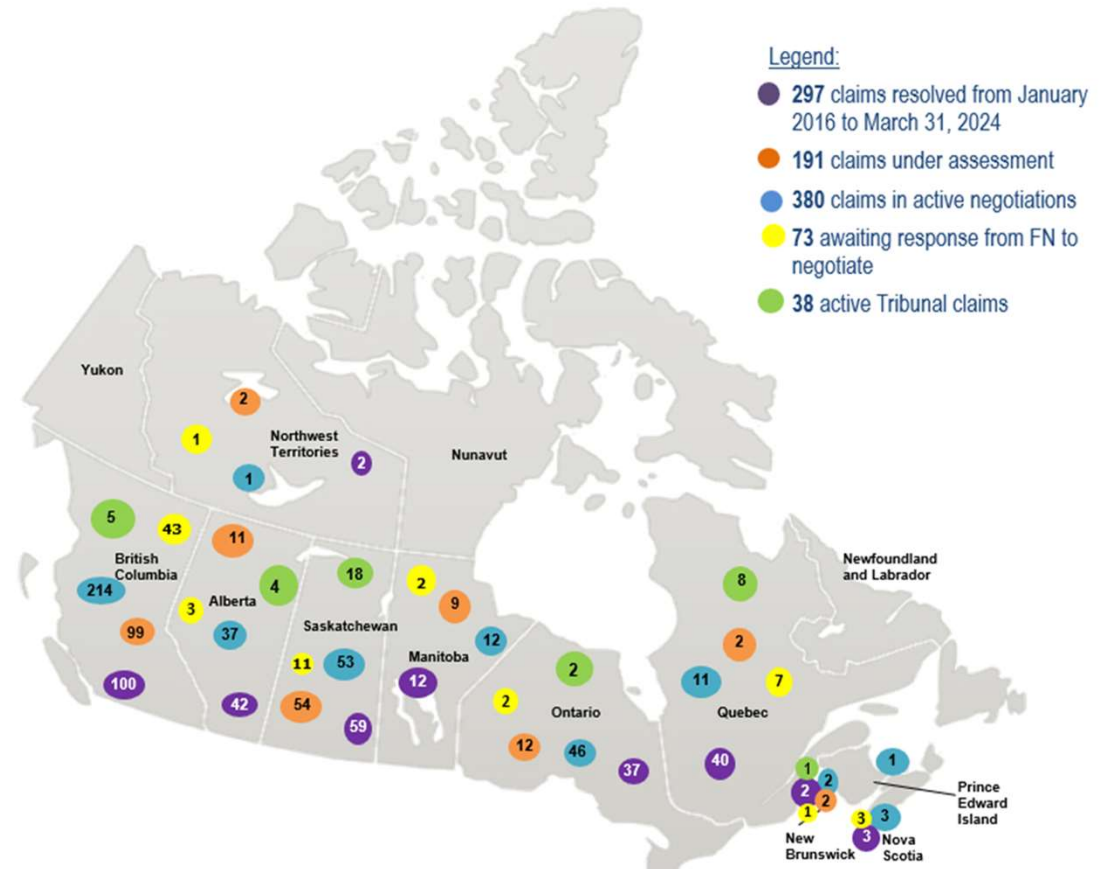 Legend:
297 claims resolved from January
2016 to March 31, 2024
191 claims under assessment
380 claims in active negotiations
73 awaiting response from FN to
negotiate
38 active Tribunal claims
Yukon
2
1
Northwest
Territories
2
1
Nunavut
5
43
British
Columbia
214
99
100
11
4
3
Alberta
37
42
18
Saskatchewan
11
53
54
59
2
9
12
Manitoba
12
2
2
Ontario
12
46
37
8
2
11
7
Quebec
40
Newfoundland
and Labrador
1
2
2
2
1
New
Brunswick
1
Prince
Edward
Island
3
3
3
Nova
Scotia